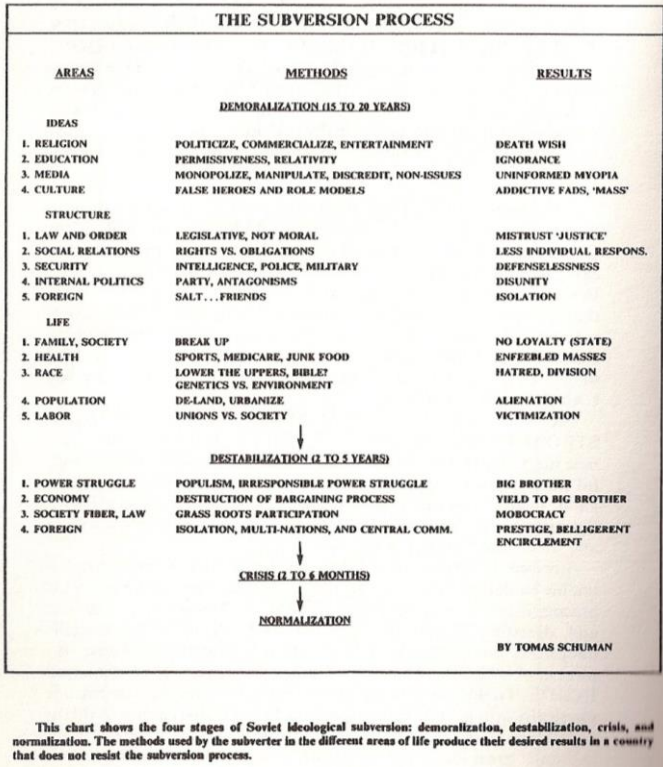 THE SUBVERSION PROCESS
AREAS METHODS RESULTS
DEMORALIZATION (15 TO 20 YEARS)
IDEAS
1. RELIGION POLITICIZE, COMMERCIALIZE, ENTERTAINMENT DEATH WISH
2. EDUCATION PERMISSIVENESS, RELATIVITY IGNORANCE
3. MEDIA MONOPOLIZE, MANIPULATE, DISCREDIT, NON-ISSUES UNINFORMED MYOPIA
4. CULTURE FALSE HEROES AND ROLE MODELS ADDICTIVE FADS, 'MASS'
STRUCTURE
1. LAW AND ORDER LEGISLATIVE, NOT MORAL MISTRUST 'JUSTICE'
2. SOCIAL RELATIONS RIGHTS VS. OBLIGATIONS LESS INDIVIDUAL RESPONS.
3. SECURITY INTELLIGENCE, POLICE, MILITARY DEFENSELESSNESS
4. INTERNAL POLITICS PARTY, ANTAGONISMS DISUNITY
5. FOREIGN SALT...FRIENDS ISOLATION
LIFE
1. FAMILY, SOCIETY BREAK UP NO LOYALTY (STATE)
2. HEALTH SPORTS, MEDICARE, JUNK FOOD ENFEEBLED MASSES
3. RACE LOWER THE UPPERS, BIBLE? HATRED, DIVISION
GENETICS VS. ENVIRONMENT
4. POPULATION DE-LAND, URBANIZE ALIENATION
5. LABOR UNIONS VS. SOCIETY VICTIMIZATION
DESTABILIZATION (2 TO 5 YEARS)
1. POWER STRUGGLE POPULISM, IRRESPONSIBLE POWER STRUGGLE BIG BROTHER
2. ECONOMY DESTRUCTION OF BARGAINING PROCESS YIELD TO BIG BROTHER
3. SOCIETY FIBER, LAW GRASS ROOTS PARTICIPATION MOBOCRACY
4. FOREIGN ISOLATION, MULTI-NATIONS, AND CENTRAL COMM. PRESTIGE, BELLIGERENT
ENCIRCLEMENT
CRISIS (2 TO 6 MONTHS)
NORMALIZATION
BY TOMAS SCHUMAN
This chart shows the four stages of Soviet ideological subversion: demoralization, destabilization, crisis, and
normalization. The methods used by the subverter in the different areas of life produce their desired results in a country
that does not resist the subversion process.